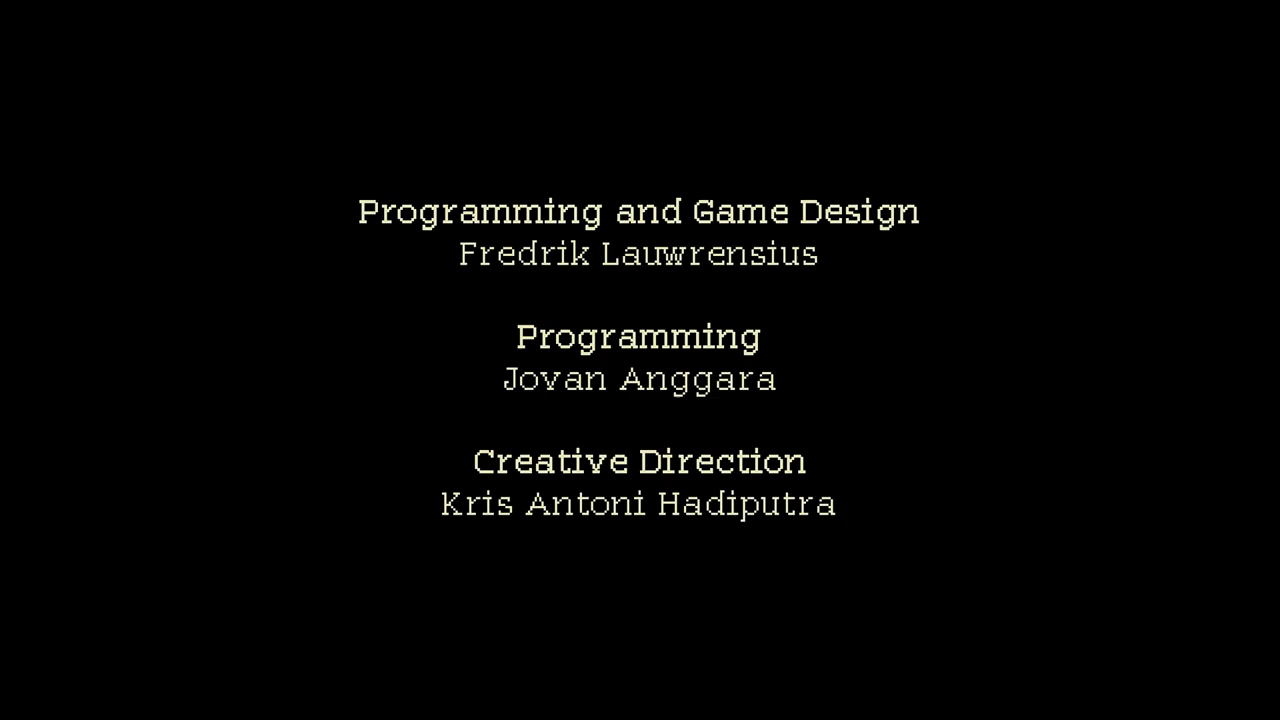 Programming and Game Design
Fredrik Lauwrensius
Programming
Jovan Anggara
Creative Direction
Kris Antoni Hadiputra